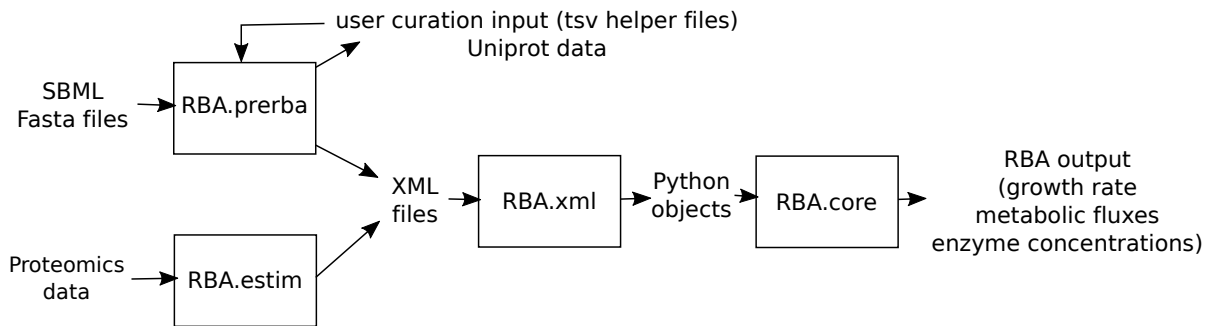 user curation input (tsv helper files)
Uniprot data
SBML
Fasta files
RBA.prerba
XML
files
RBA.xml
Python
objects
RBA.core
RBA output
(growth rate
metabolic fluxes
enzyme concentrations)
Proteomics
data
RBA.estim